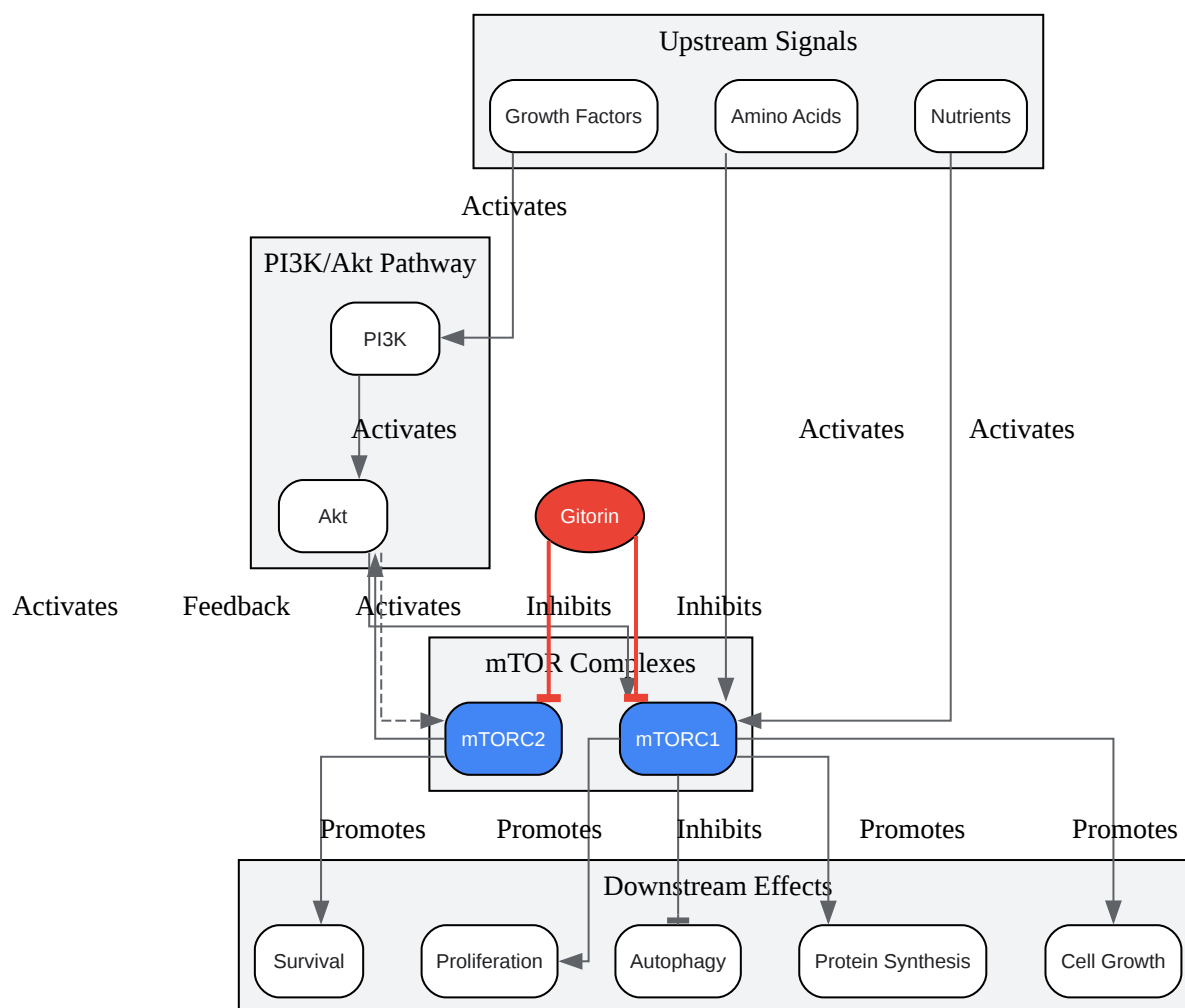 Upstream Signals
Growth Factors
Amino Acids
Nutrients
Activates
PI3K/Akt Pathway
PI3K
Activates
Activates
Activates
Akt
Gitorin
Activates
Feedback
Activates
Inhibits
Inhibits
mTOR Complexes
mTORC2
mTORC1
Promotes
Promotes
Inhibits
Promotes
Promotes
Downstream Effects
Survival
Proliferation
Autophagy
Protein Synthesis
Cell Growth